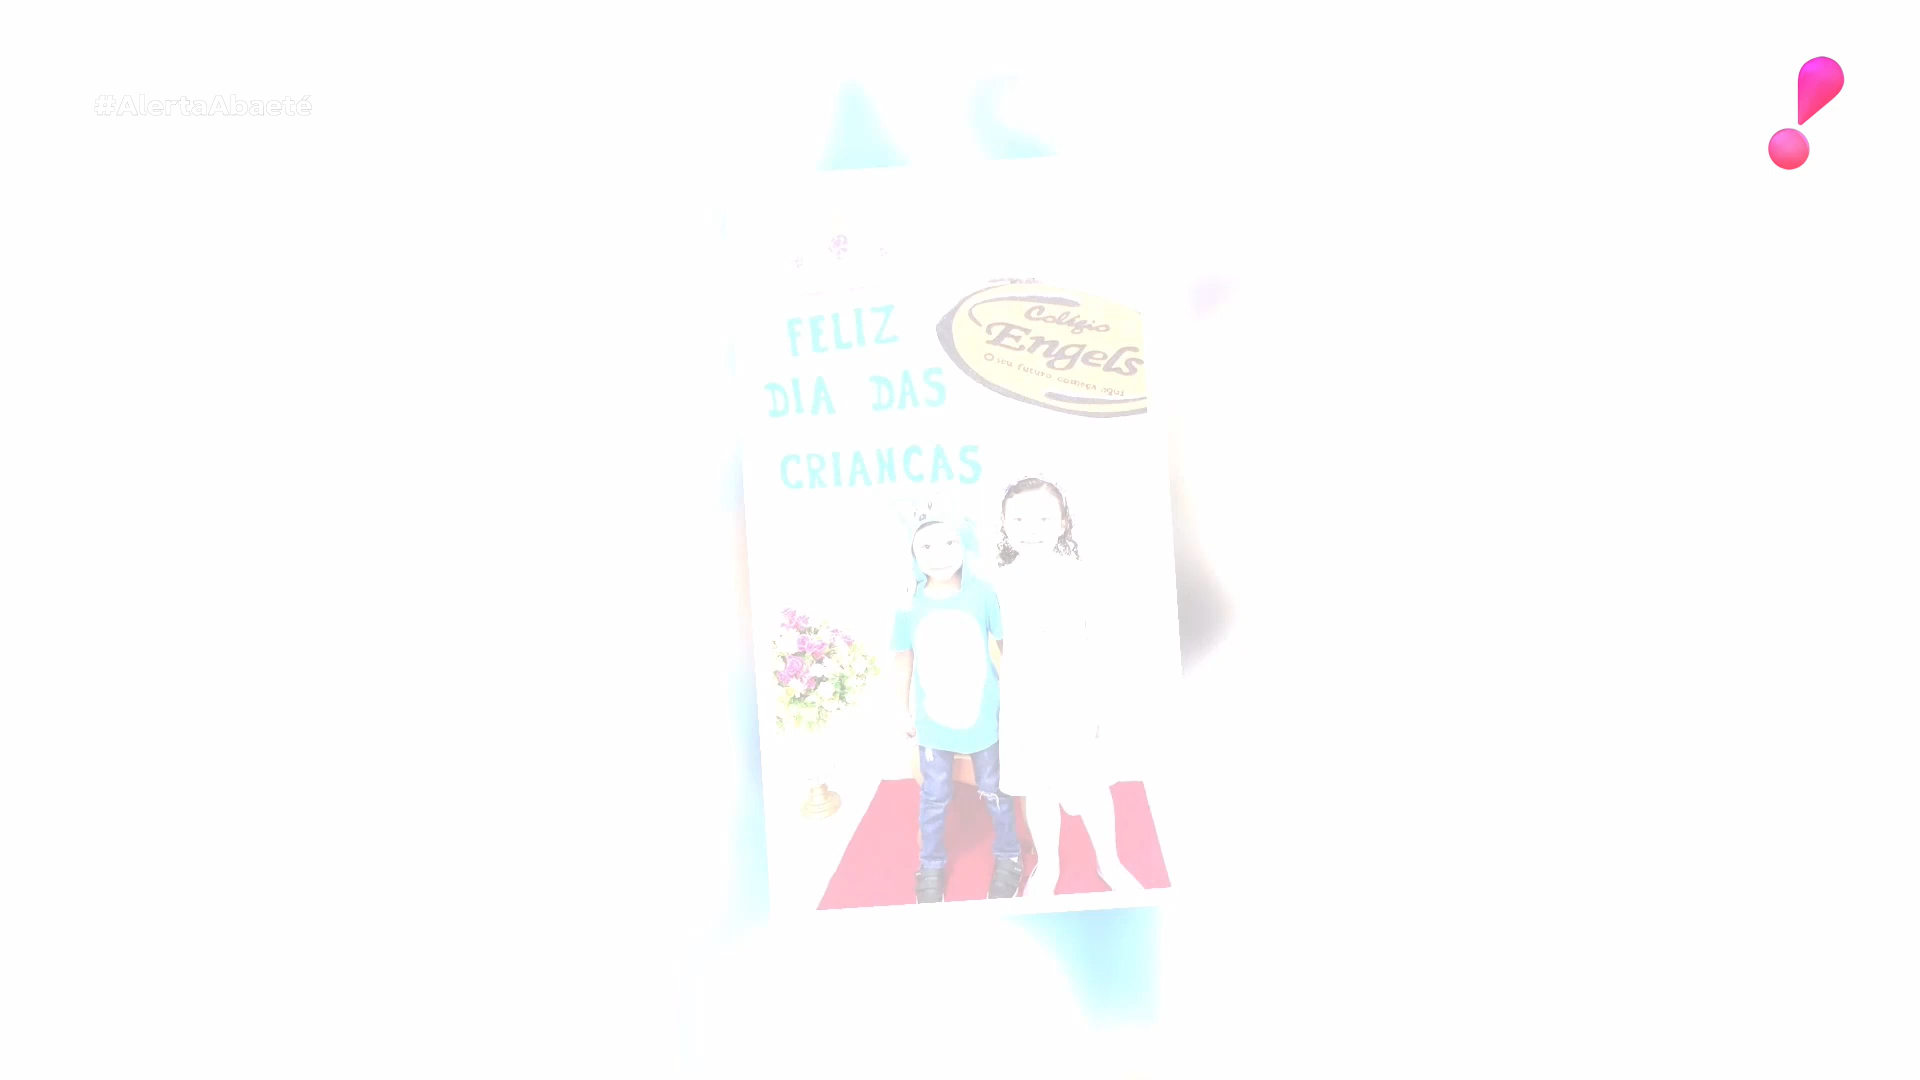 #AlertaAbaeté
FELIZ
DIA DAS
CRIANCAS
Colégio
Engels
O seu futuro começa aqui